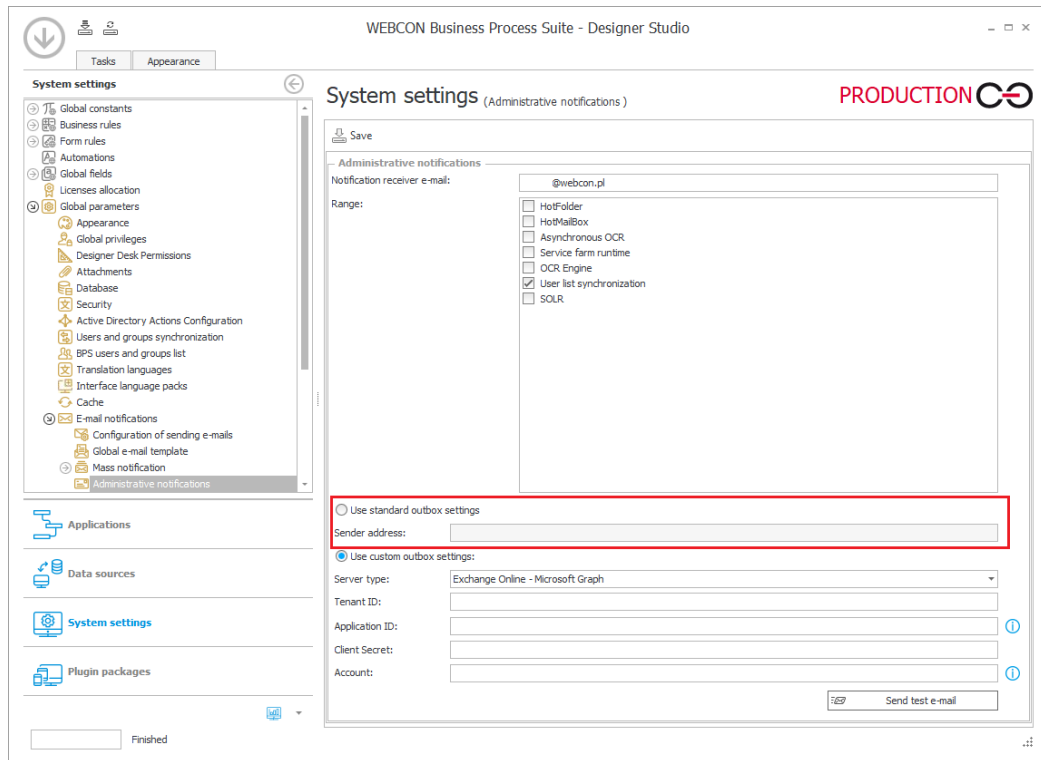 WEBCON Business Process Suite - Designer Studio
Tasks
Appearance
System settings
Global constants
Business rules
Form rules
Automations
Global fields
Licenses allocation
Global parameters
Appearance
Global privileges
Designer Desk Permissions
Attachments
Database
Security
Active Directory Actions Configuration
Users and groups synchronization
BPS users and groups list
Translation languages
Interface language packs
Cache
E-mail notifications
Configuration of sending e-mails
Global e-mail template
Mass notification
Administrative notifications
Applications
Data sources
System settings
Plugin packages
Finished
System settings (Administrative notifications )
PRODUCTION
Save
Administrative notifications
Notification receiver e-mail:
@webcon.pl
Range:
HotFolder
HotMailBox
Asynchronous OCR
Service farm runtime
OCR Engine
User list synchronization
SOLR
Use standard outbox settings
Sender address:
Use custom outbox settings:
Server type:
Exchange Online - Microsoft Graph
Tenant ID:
Application ID:
Client Secret:
Account:
Send test e-mail